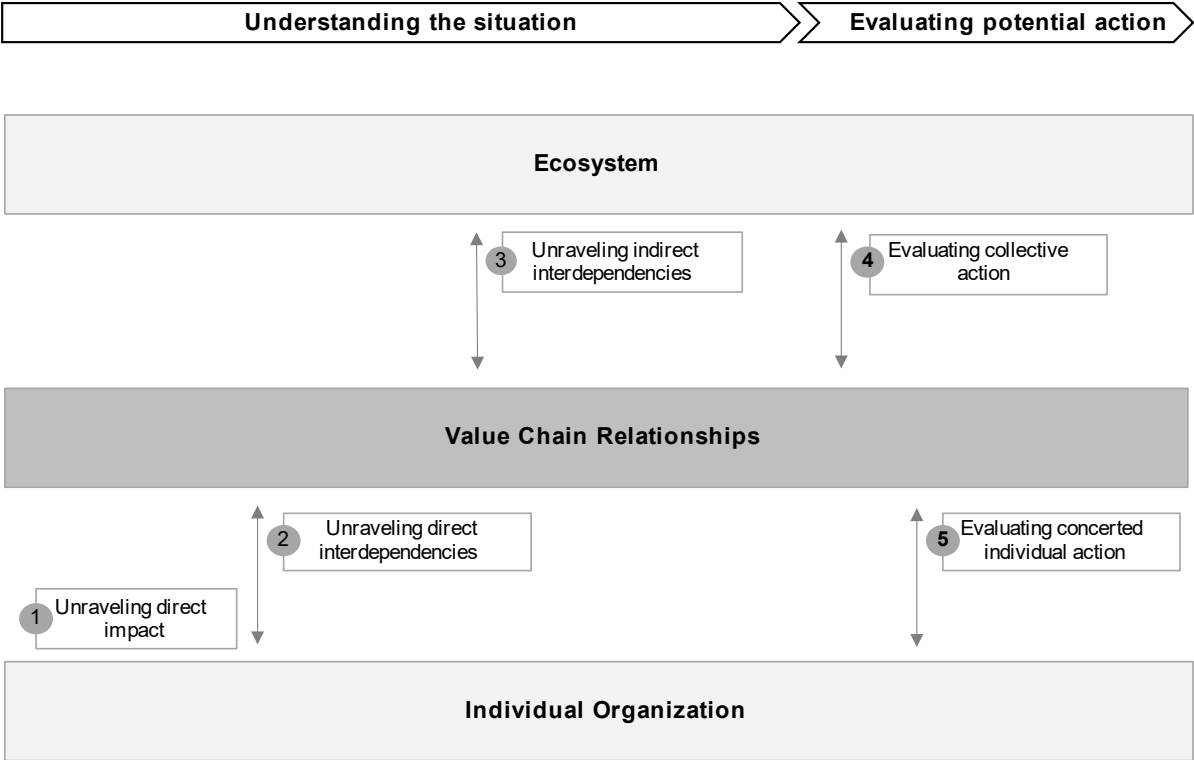 Understanding the situation
Evaluating potential action
Ecosystem
3
Unraveling indirect
interdependencies
4
Evaluating collective
action
Value Chain Relationships
2
Unraveling direct
interdependencies
5
Evaluating concerted
individual action
1
Unraveling direct
impact
Individual Organization